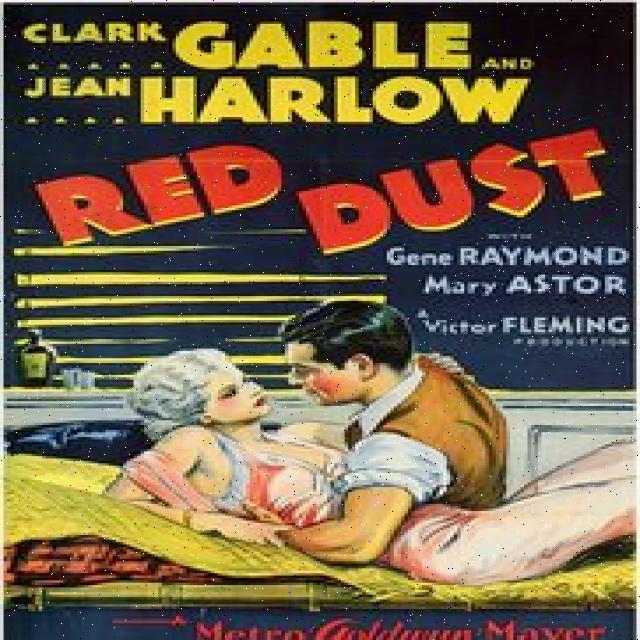 CLARK GABLE AND
JEAN HARLOW
RED DUST
WITH
Gene RAYMOND
Mary ASTOR
A
Victor FLEMING
PRODUCTION
Metro Goldwyn Mayer